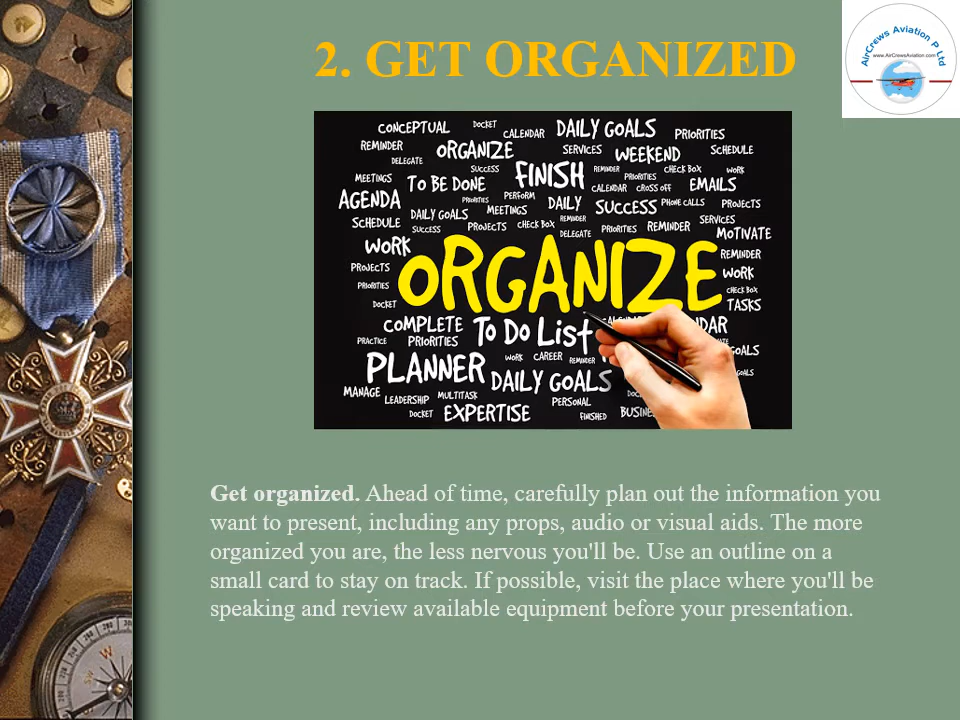 2. GET ORGANIZED
AirCrews Aviation P Ltd
www.AirCrewsAviation.com
CONCEPTUAL DOCKET CALENDAR DAILY GOALS PRIORITIES
REMINDER ORGANIZE SERVICES WEEKEND SCHEDULE
DELEGATE SUCCESS FINISH REMINDER CHECK BOX WORK
MEETINGS TO BE DONE PRIORITIES CALENDAR CROSS OFF EMAILS
AGENDA PRIORITIES PERFORM DAILY SUCCESS PHONE CALLS PROJECTS
SCHEDULE DAILY GOALS MEETINGS REMINDER SERVICES
SUCCESS PROJECTS CHECK BOX DELEGATE PRIORITIES REMINDER MOTIVATE
WORK ORGANIZE REMINDER
PROJECTS WORK
PRIORITIES CHECK BOX
DOCKET TASKS
COMPLETE TO DO LIST
PRACTICE PRIORITIES
PLANNER WORK CAREER REMINDER GOALS
DAILY GOALS GOALS
MANAGE LEADERSHIP MULTITASK PERSONAL
DOCKET EXPERTISE FINISHED
Get organized. Ahead of time, carefully plan out the information you
want to present, including any props, audio or visual aids. The more
organized you are, the less nervous you'll be. Use an outline on a
small card to stay on track. If possible, visit the place where you'll be
speaking and review available equipment before your presentation.